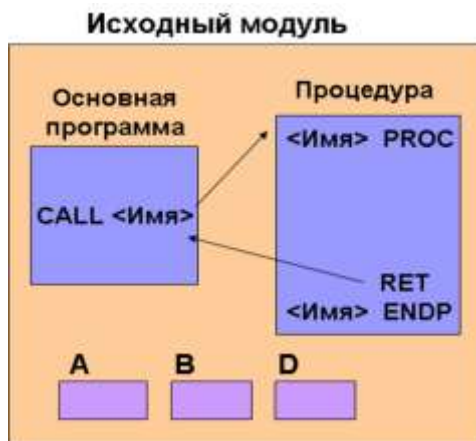 Исходный модуль
Основная
программа
CALL <Имя>
Процедура
<Имя> PROC
RET
<Имя> ENDP
A B D